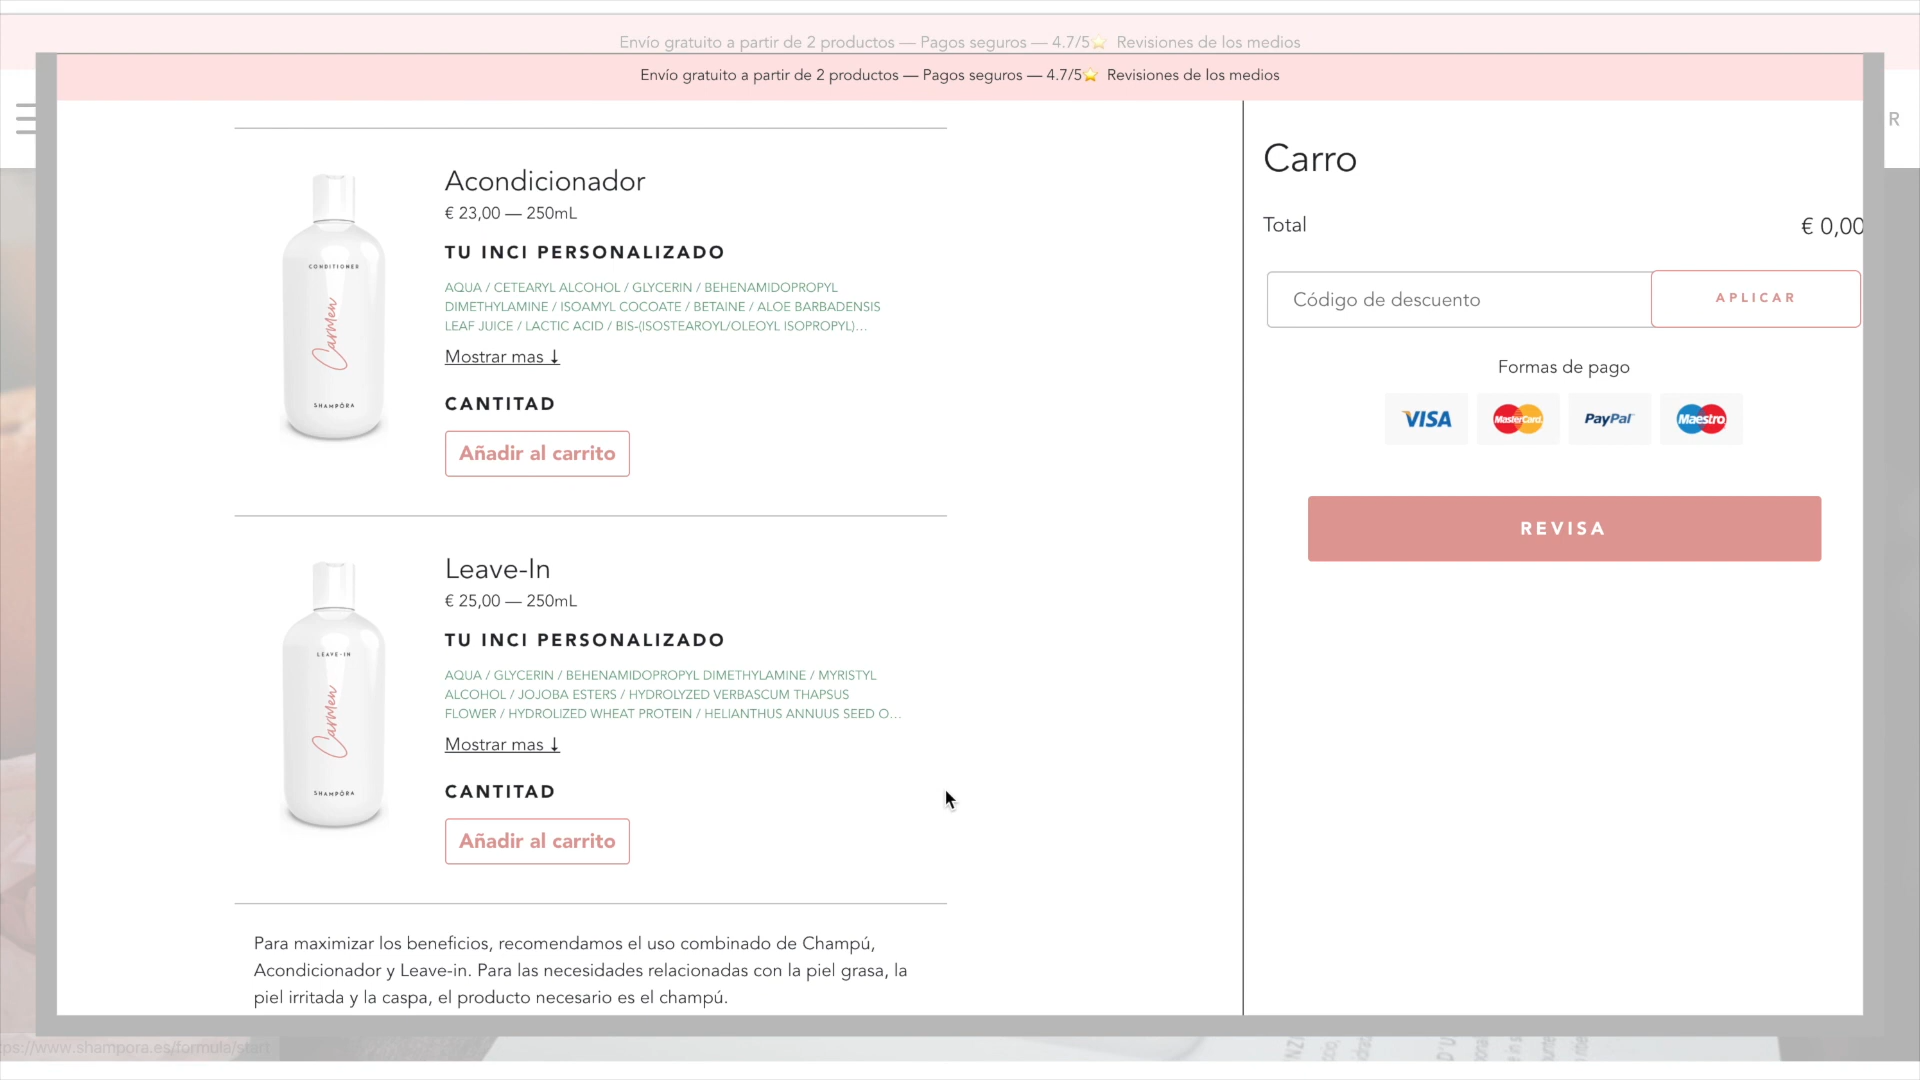 Envío gratuito a partir de 2 productos — Pagos seguros — 4.7/5⭐ Revisiones de los medios
Envío gratuito a partir de 2 productos — Pagos seguros — 4.7/5⭐ Revisiones de los medios
R
Acondicionador
€ 23,00 — 250mL
TU INCI PERSONALIZADO
AQUA / CETEARYL ALCOHOL / GLYCERIN / BEHENAMIDOPROPYL
DIMETHYLAMINE / ISOAMYL COCOATE / BETAINE / ALOE BARBADENSIS
LEAF JUICE / LACTIC ACID / BIS-(ISOSTEAROYL/OLEOYL ISOPROPYL)...
Mostrar mas ↓
CANTITAD
Añadir al carrito
CONDITIONER
Carmen
SHAMPÓRA
Leave-In
€ 25,00 — 250mL
TU INCI PERSONALIZADO
AQUA / GLYCERIN / BEHENAMIDOPROPYL DIMETHYLAMINE / MYRISTYL
ALCOHOL / JOJOBA ESTERS / HYDROLYZED VERBASCUM THAPSUS
FLOWER / HYDROLIZED WHEAT PROTEIN / HELIANTHUS ANNUUS SEED O...
Mostrar mas ↓
CANTITAD
Añadir al carrito
LEAVE-IN
Carmen
SHAMPÓRA
Para maximizar los beneficios, recomendamos el uso combinado de Champú,
Acondicionador y Leave-in. Para las necesidades relacionadas con la piel grasa, la
piel irritada y la caspa, el producto necesario es el champú.
Carro
Total € 0,00
Código de descuento
APLICAR
Formas de pago
VISA MasterCard PayPal Maestro
REVISA
ps://www.shampora.es/formula/start